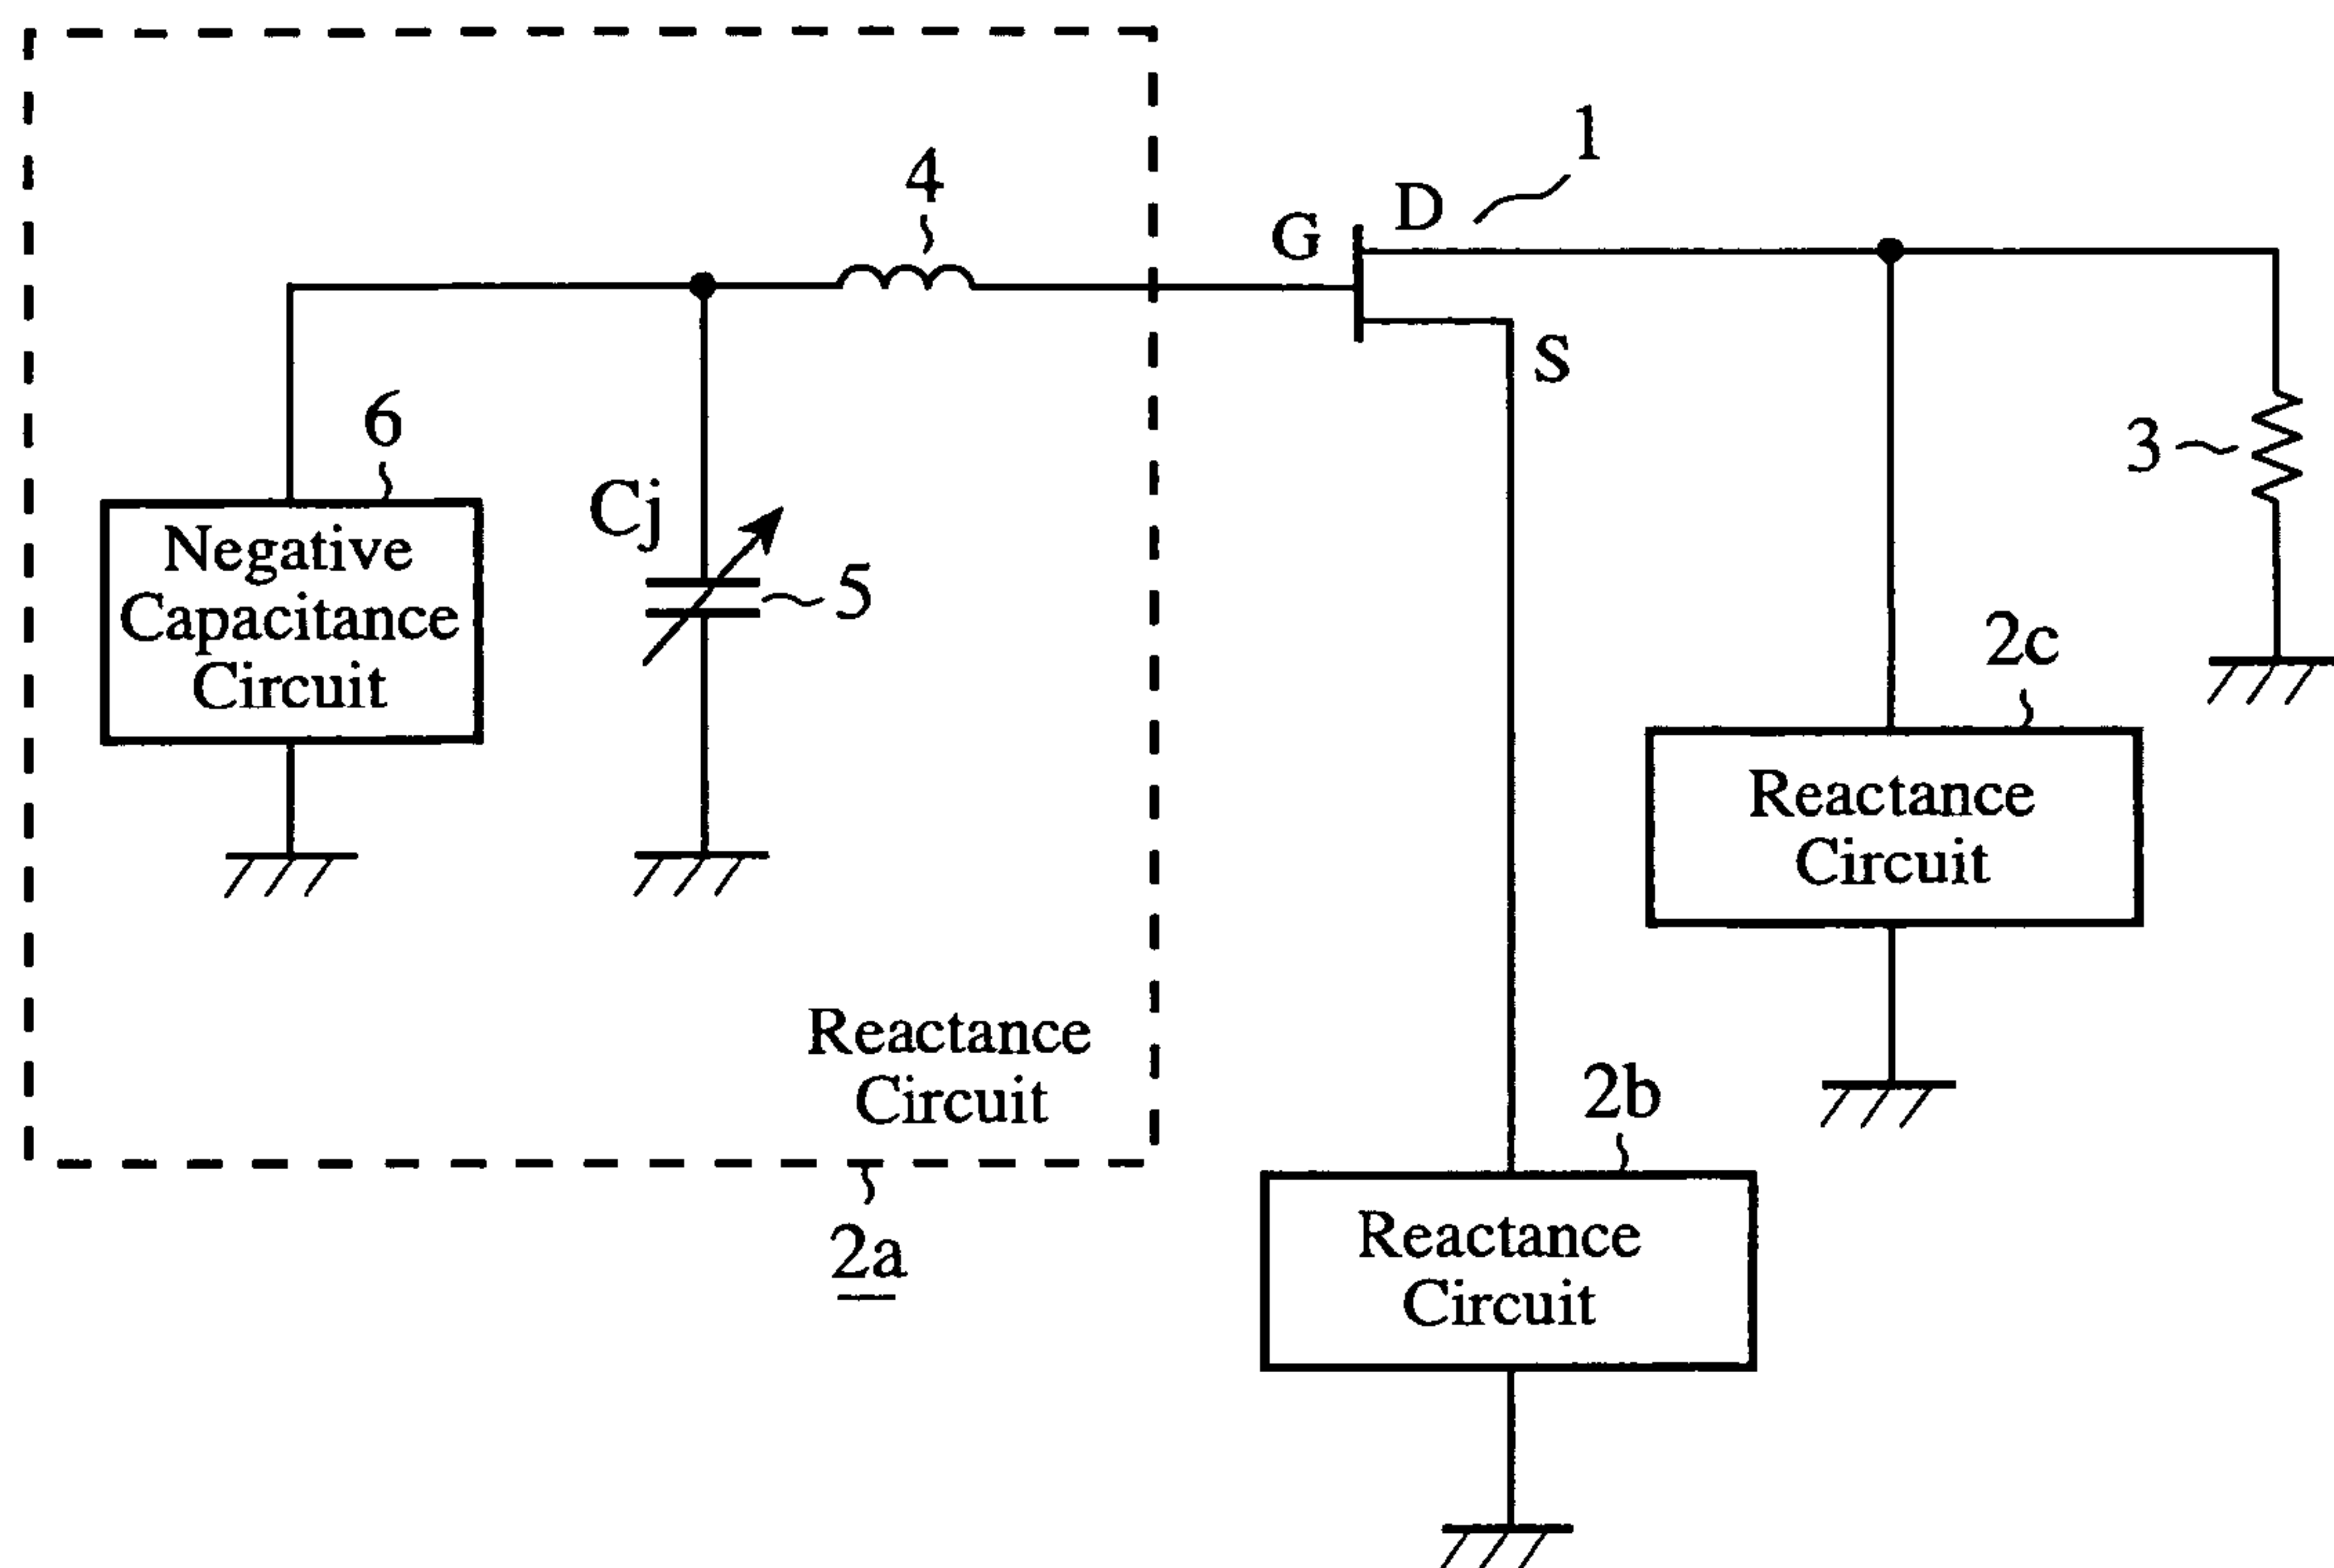 1
4
D
G
S
6
3
Cj
5
Negative
Capacitance
Circuit
2c
Reactance
Circuit
Reactance
Circuit
2b
2a
Reactance
Circuit